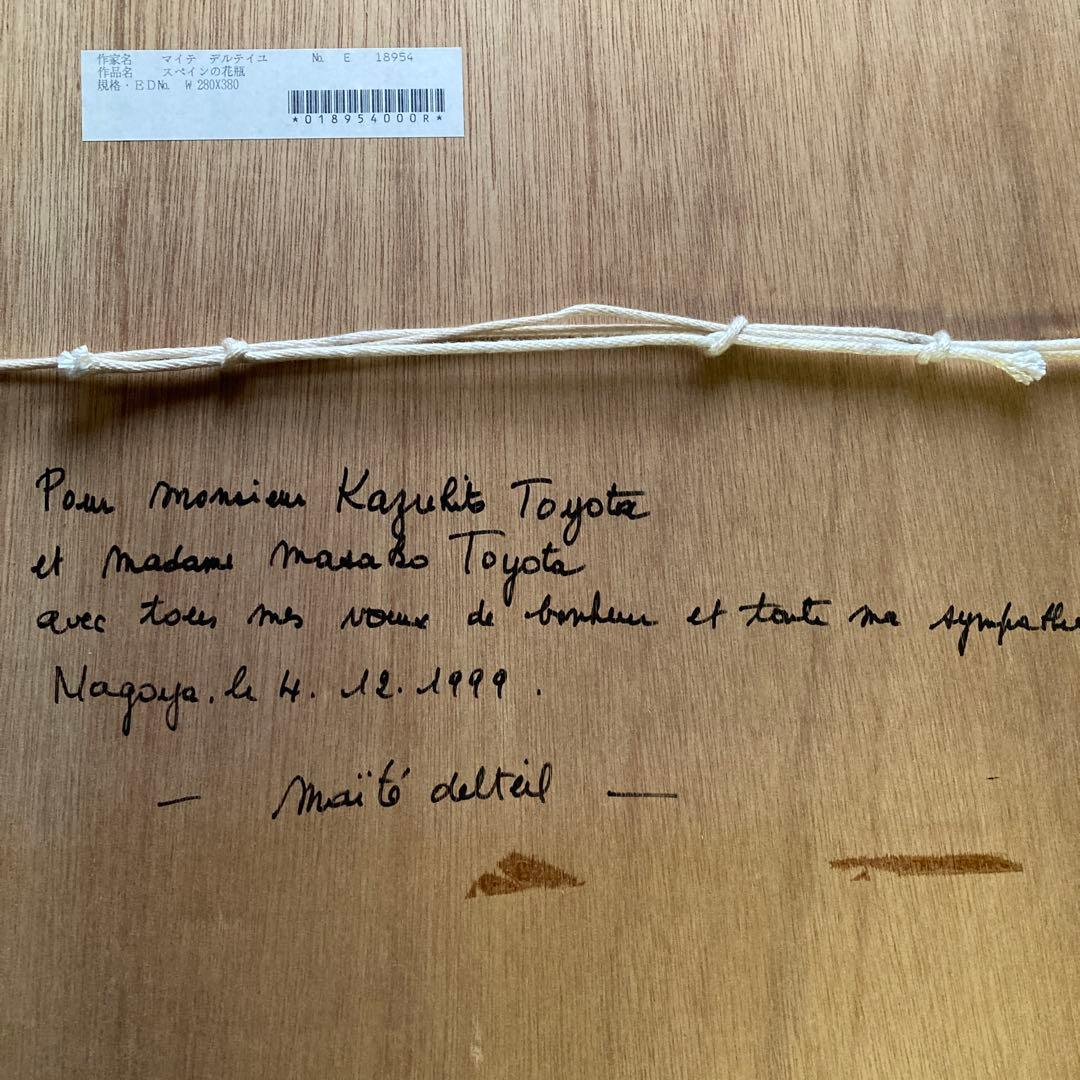 作家名 マイテ デルテイユ № E 18954
作品名 スペインの花瓶
規格・ED№ W 280X380
*018954000R*
Pour monsieur Kazuhito Toyota
et madame Masako Toyota
avec tous mes vœux de bonheur et toute ma sympathie
Nagoya. le 4. 12. 1999.
— Maïté delteil —